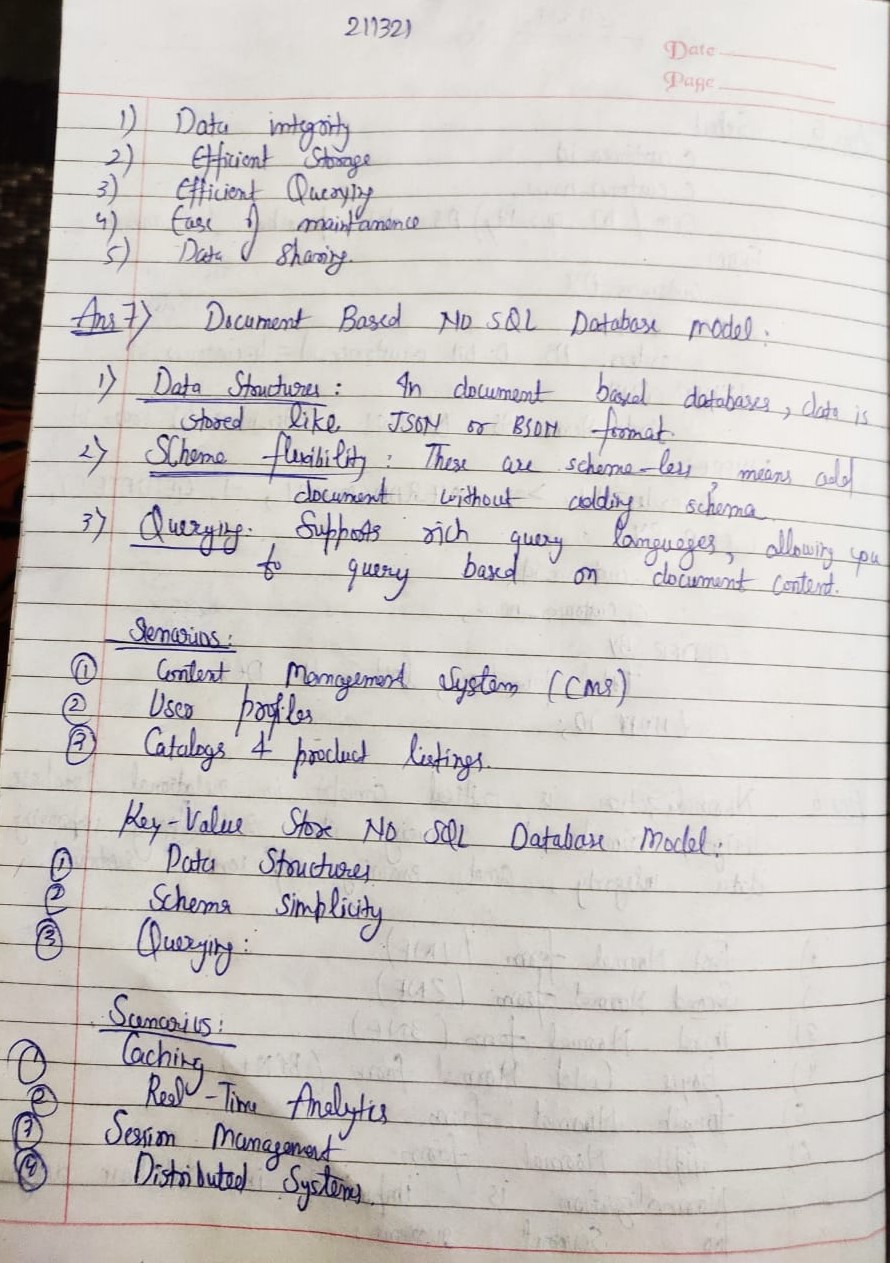 211321
Date
Page
1) Data integrity
2) Efficient Storage
3) Efficient Querying
4) Ease of maintanence
5) Data Sharing.
Ans 7) Document Based NO SQL Database model:
1) Data Structures: In document based databases, data is
stored like JSON or BSON format.
2) SCheme flexibility: These are scheme-less, means add
document without adding schema
3) Querying: Supports rich query languages, allowing you
to query based on document content.
Scenarios:
① Content Management System (CMS)
② User profiles
③ Catalogs & product listings.
Key-Value Store NO SQL Database Model:
① Data Structures
② Schema Simplicity
③ Querying:
Scenarios:
① Caching
② Real-Time Analytics
③ Session Management
④ Distributed Systems.